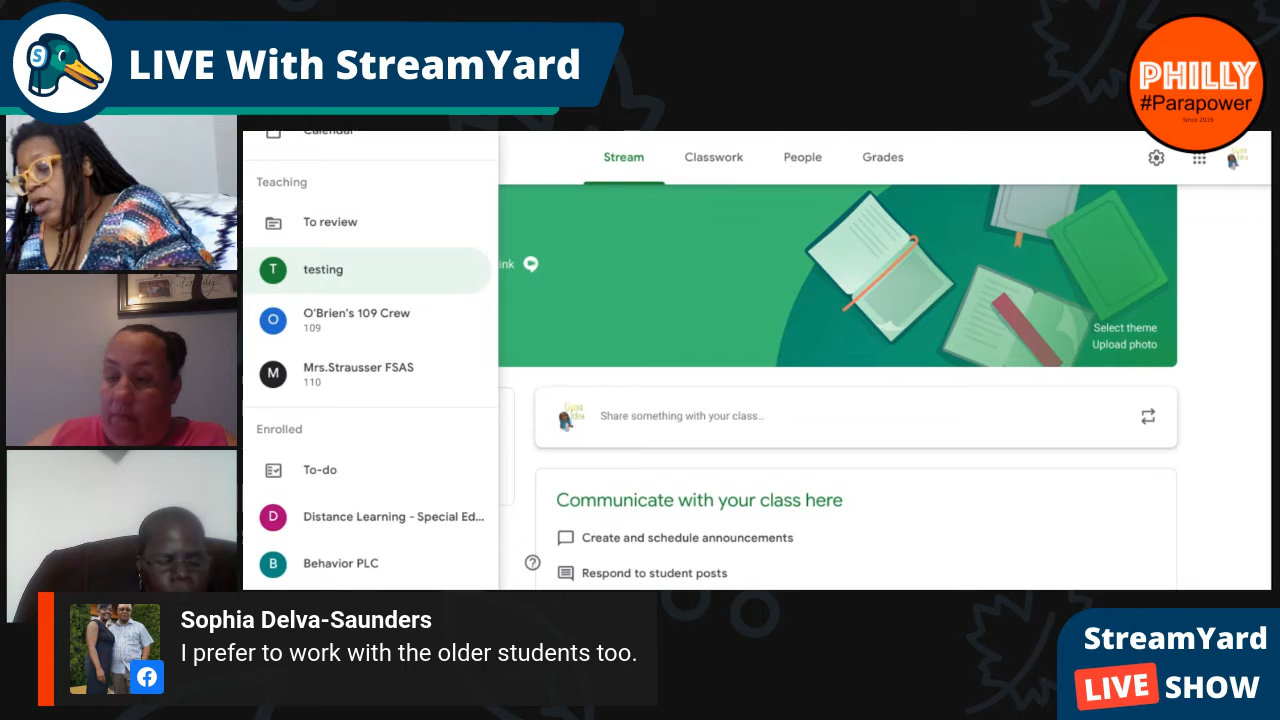 S
LIVE With StreamYard
PHILLY
#Parapower
Since 2019
Calendar
Teaching
To review
T
testing
O
O'Brien's 109 Crew
109
M
Mrs.Strausser FSAS
110
Enrolled
To-do
D
Distance Learning - Special Ed...
B
Behavior PLC
Stream
Classwork
People
Grades
ink
Select theme
Upload photo
Good
idea
Share something with your class...
Communicate with your class here
Create and schedule announcements
Respond to student posts
Sophia Delva-Saunders
I prefer to work with the older students too.
StreamYard
LIVE SHOW